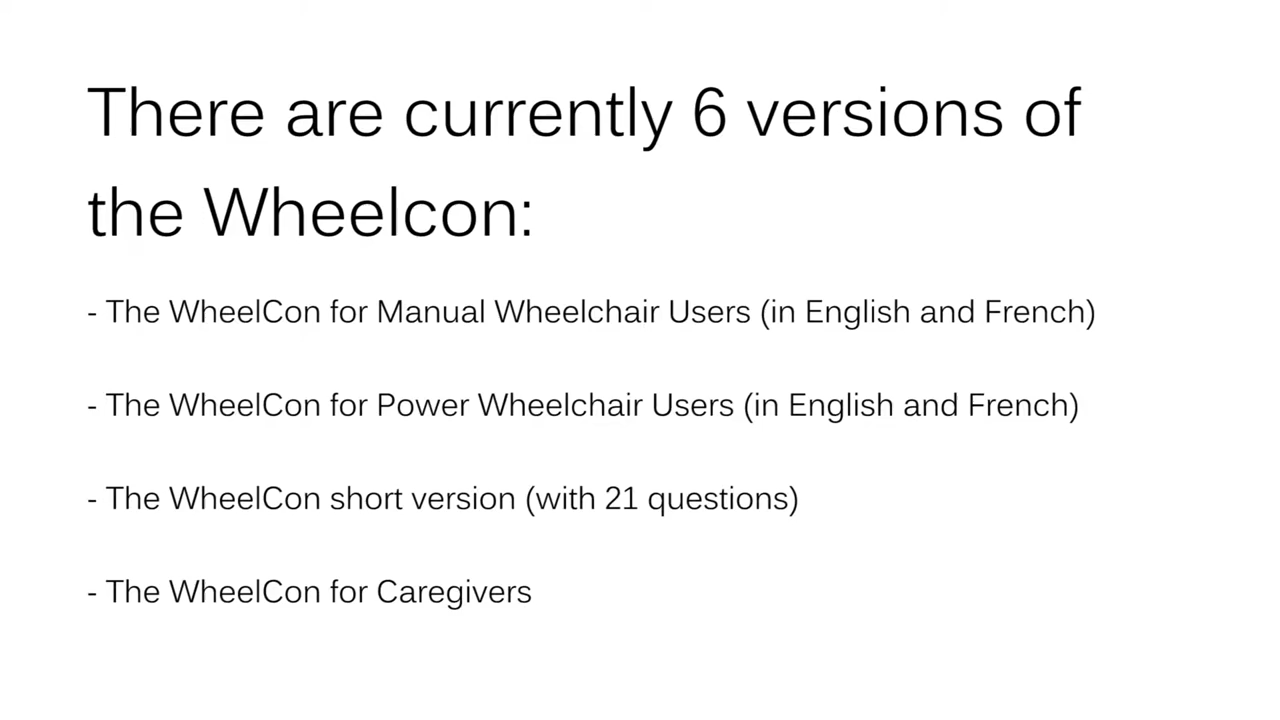 There are currently 6 versions of
the Wheelcon:
- The WheelCon for Manual Wheelchair Users (in English and French)
- The WheelCon for Power Wheelchair Users (in English and French)
- The WheelCon short version (with 21 questions)
- The WheelCon for Caregivers